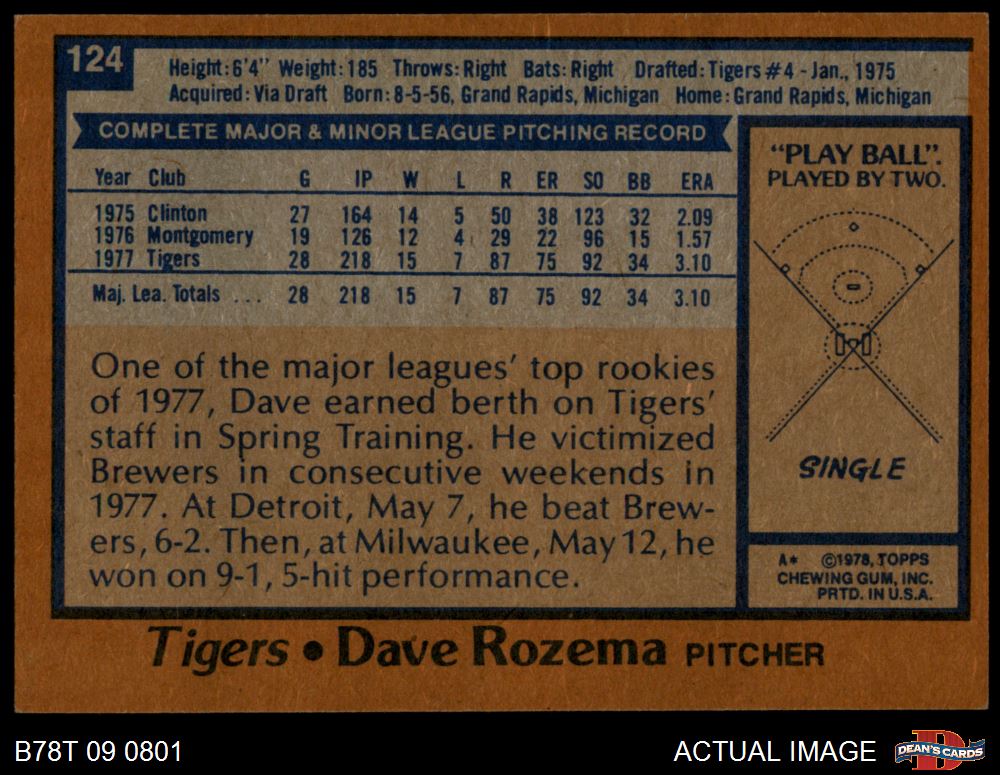 124
Height: 6'4" Weight: 185 Throws: Right Bats: Right Drafted: Tigers #4 - Jan., 1975
Acquired: Via Draft Born: 8-5-56, Grand Rapids, Michigan Home: Grand Rapids, Michigan
COMPLETE MAJOR & MINOR LEAGUE PITCHING RECORD
Year Club G IP W L R ER SO BB ERA
1975 Clinton 27 164 14 5 50 38 123 32 2.09
1976 Montgomery 19 126 12 4 29 22 96 15 1.57
1977 Tigers 28 218 15 7 87 75 92 34 3.10
Maj. Lea. Totals ... 28 218 15 7 87 75 92 34 3.10
One of the major leagues' top rookies
of 1977, Dave earned berth on Tigers'
staff in Spring Training. He victimized
Brewers in consecutive weekends in
1977. At Detroit, May 7, he beat Brew-
ers, 6-2. Then, at Milwaukee, May 12, he
won on 9-1, 5-hit performance.
"PLAY BALL".
PLAYED BY TWO.
SINGLE
A* ©1978, TOPPS
CHEWING GUM, INC.
PRTD. IN U.S.A.
Tigers • Dave Rozema PITCHER
B78T 09 0801
ACTUAL IMAGE
DEAN'S CARDS